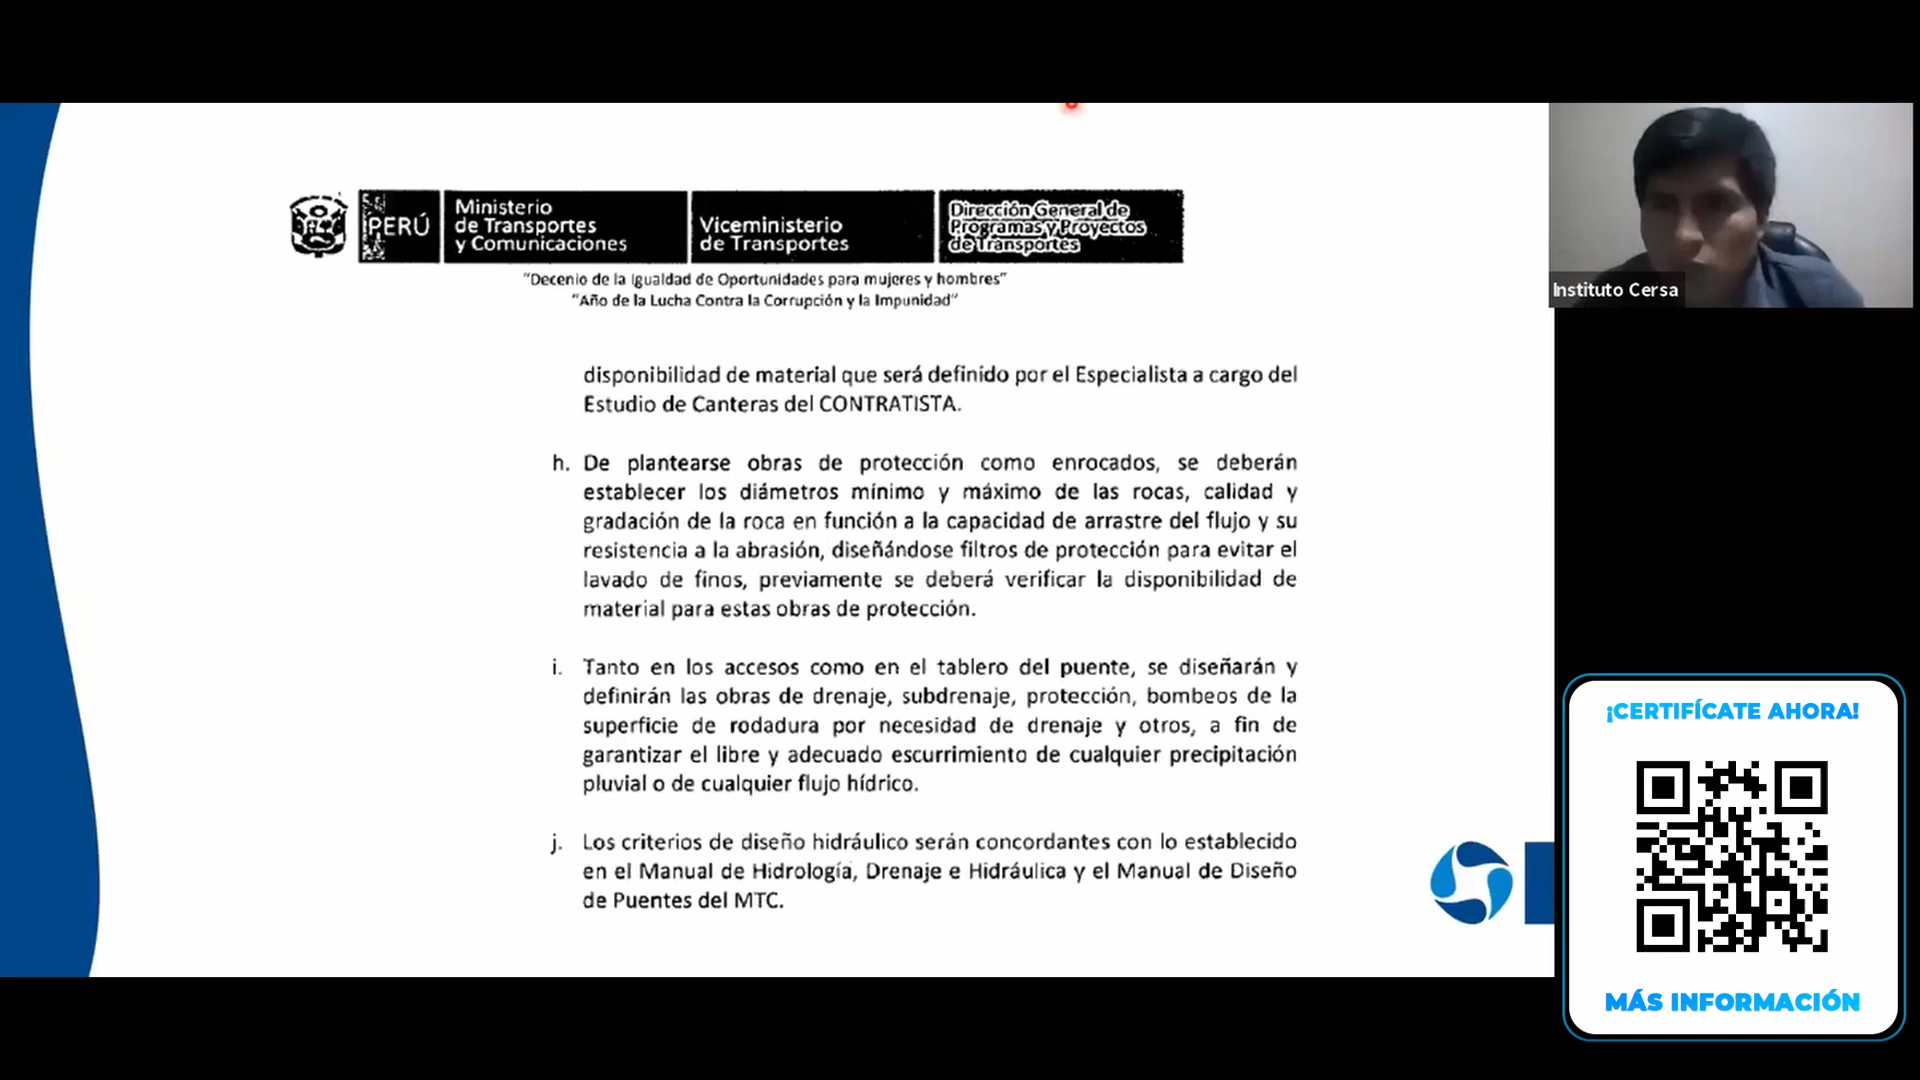 PERÚ
Ministerio
de Transportes
y Comunicaciones
Viceministerio
de Transportes
Dirección General de
Programas y Proyectos
de Transportes
"Decenio de la Igualdad de Oportunidades para mujeres y hombres"
"Año de la Lucha Contra la Corrupción y la Impunidad"
Instituto Cersa
disponibilidad de material que será definido por el Especialista a cargo del
Estudio de Canteras del CONTRATISTA.
h. De plantearse obras de protección como enrocados, se deberán
establecer los diámetros mínimo y máximo de las rocas, calidad y
gradación de la roca en función a la capacidad de arrastre del flujo y su
resistencia a la abrasión, diseñándose filtros de protección para evitar el
lavado de finos, previamente se deberá verificar la disponibilidad de
material para estas obras de protección.
i. Tanto en los accesos como en el tablero del puente, se diseñarán y
definirán las obras de drenaje, subdrenaje, protección, bombeos de la
superficie de rodadura por necesidad de drenaje y otros, a fin de
garantizar el libre y adecuado escurrimiento de cualquier precipitación
pluvial o de cualquier flujo hídrico.
j. Los criterios de diseño hidráulico serán concordantes con lo establecido
en el Manual de Hidrología, Drenaje e Hidráulica y el Manual de Diseño
de Puentes del MTC.
¡CERTIFÍCATE AHORA!
MÁS INFORMACIÓN